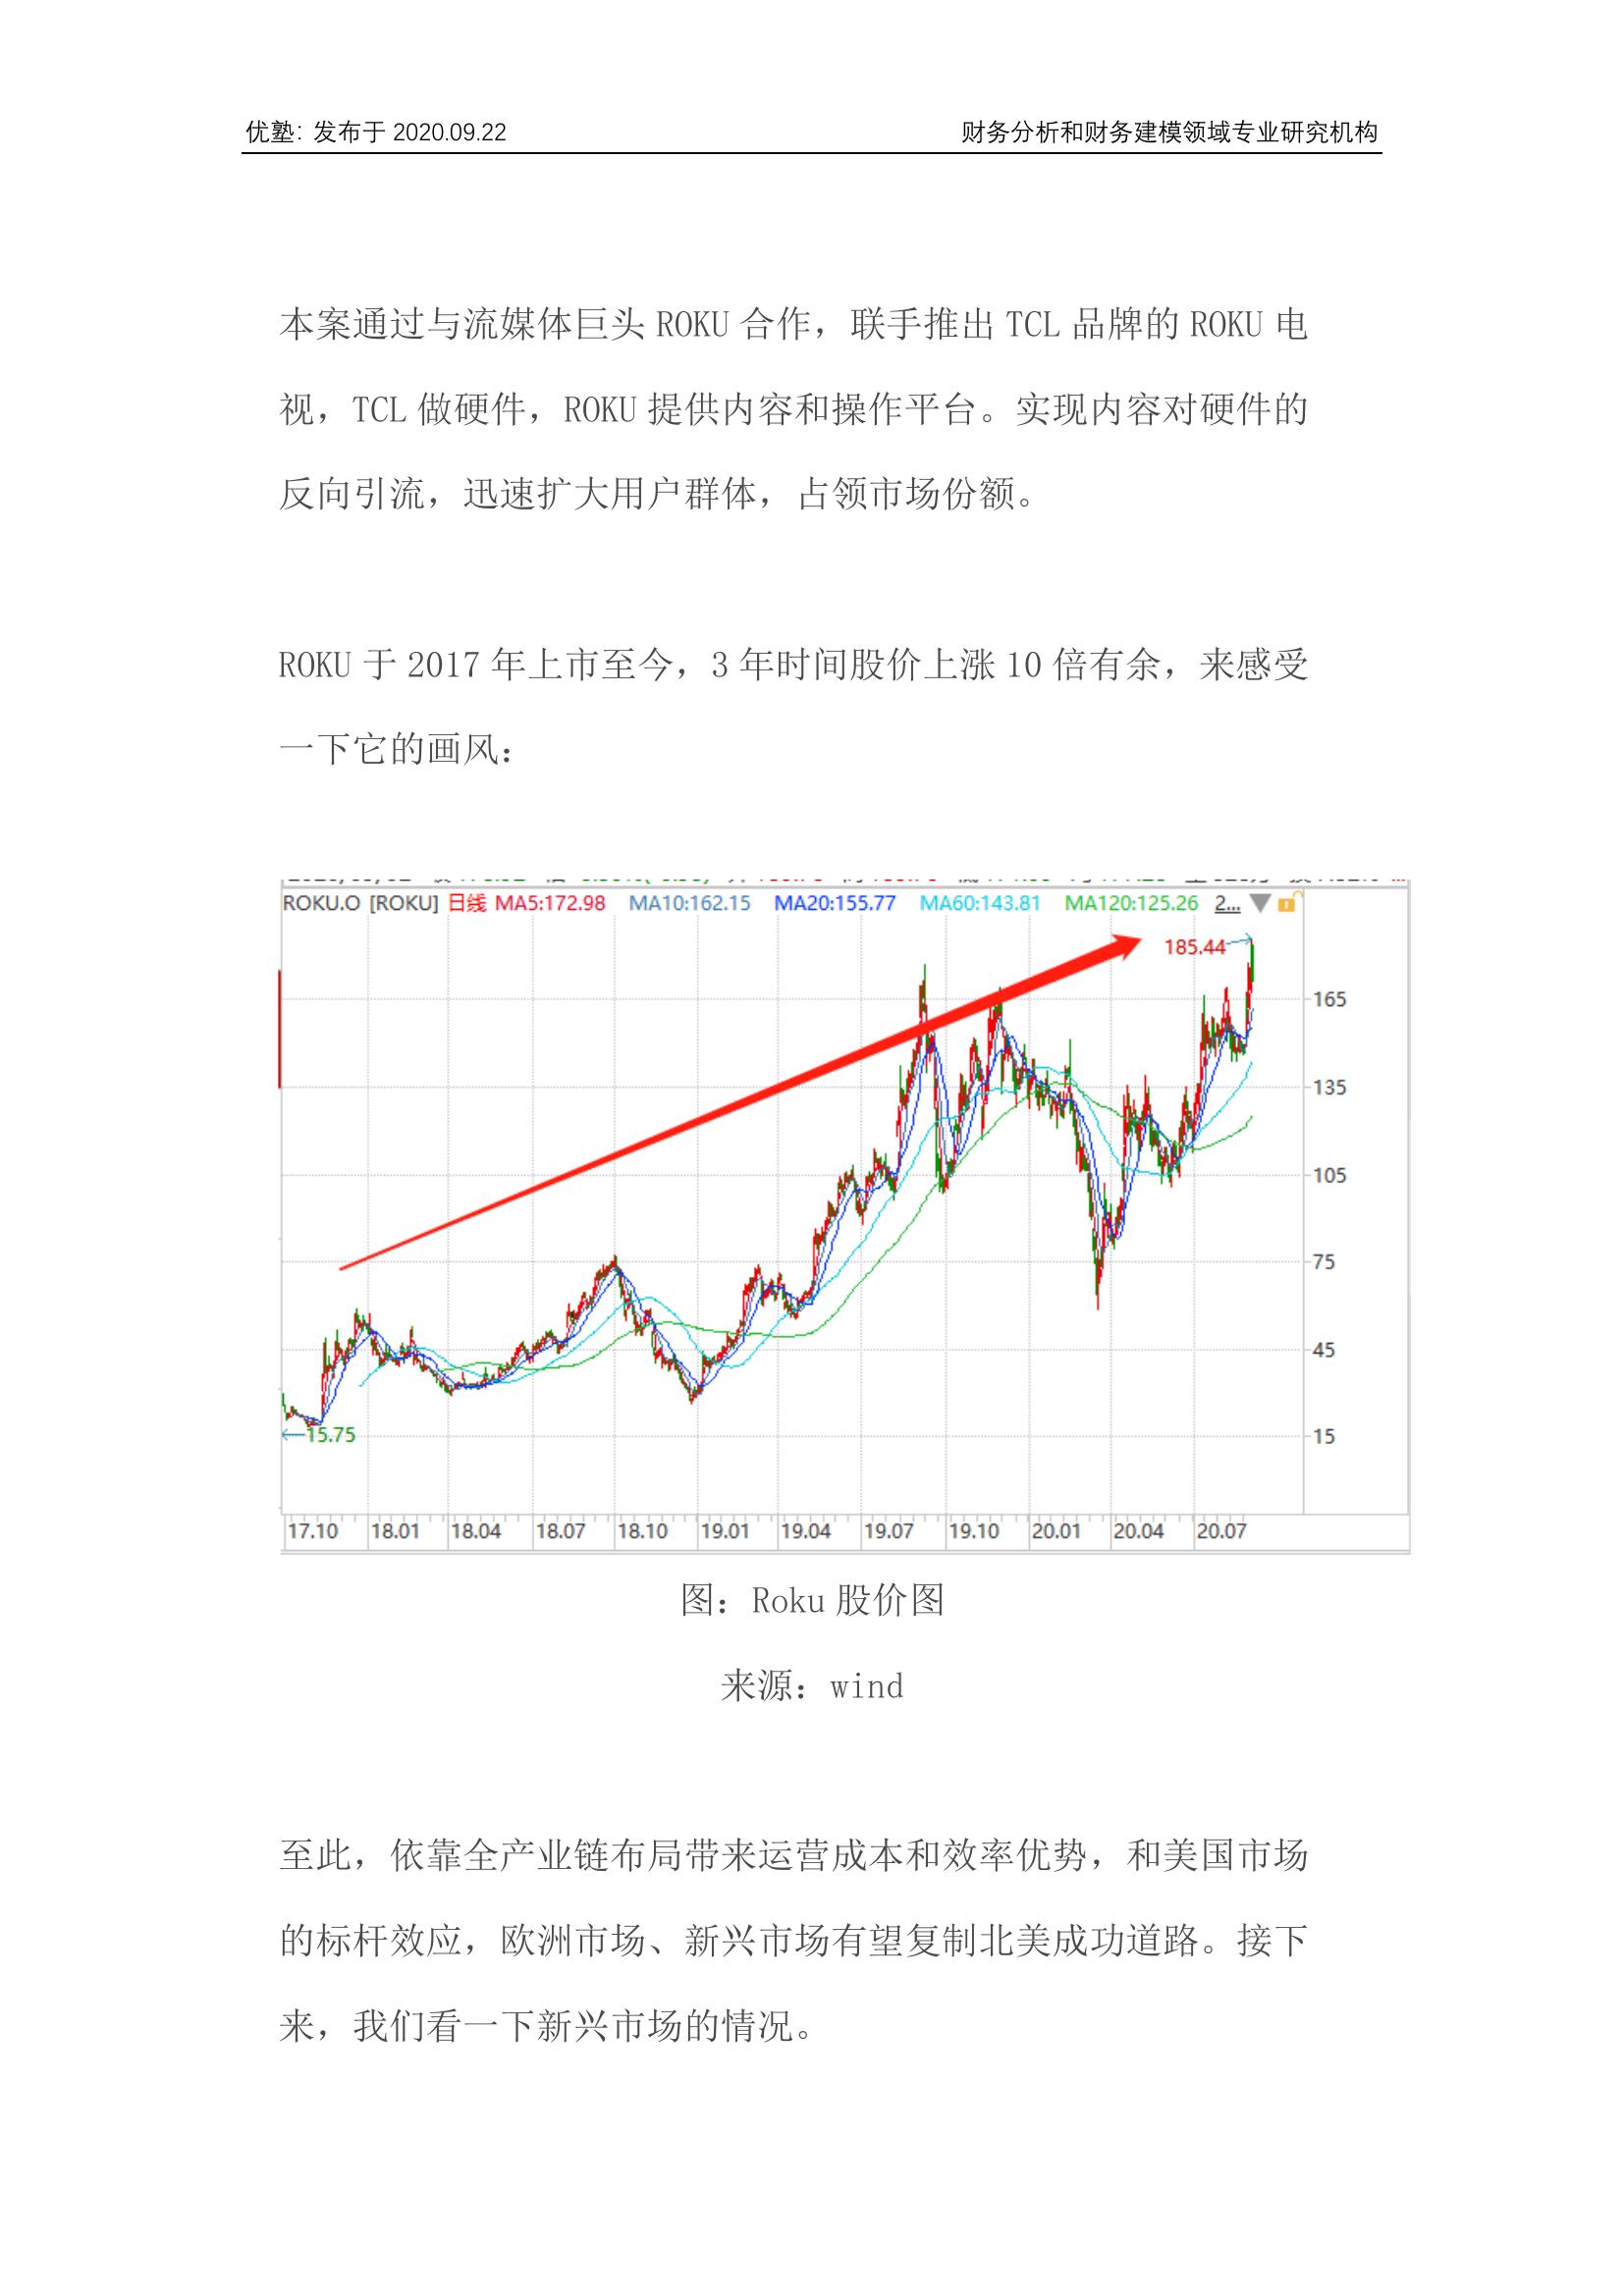 优塾：发布于 2020.09.22
财务分析和财务建模领域专业研究机构
本案通过与流媒体巨头 ROKU 合作，联手推出 TCL 品牌的 ROKU 电
视，TCL 做硬件，ROKU 提供内容和操作平台。实现内容对硬件的
反向引流，迅速扩大用户群体，占领市场份额。
ROKU 于 2017 年上市至今，3 年时间股价上涨 10 倍有余，来感受
一下它的画风：
ROKU.O [ROKU] 日线 MA5:172.98 MA10:162.15 MA20:155.77 MA60:143.81 MA120:125.26 2...
185.44
165
135
105
75
45
15.75
15
17.10 18.01 18.04 18.07 18.10 19.01 19.04 19.07 19.10 20.01 20.04 20.07
图：Roku 股价图
来源：wind
至此，依靠全产业链布局带来运营成本和效率优势，和美国市场
的标杆效应，欧洲市场、新兴市场有望复制北美成功道路。接下
来，我们看一下新兴市场的情况。